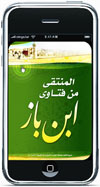 المنتقى
من فتاوى
ابن باز